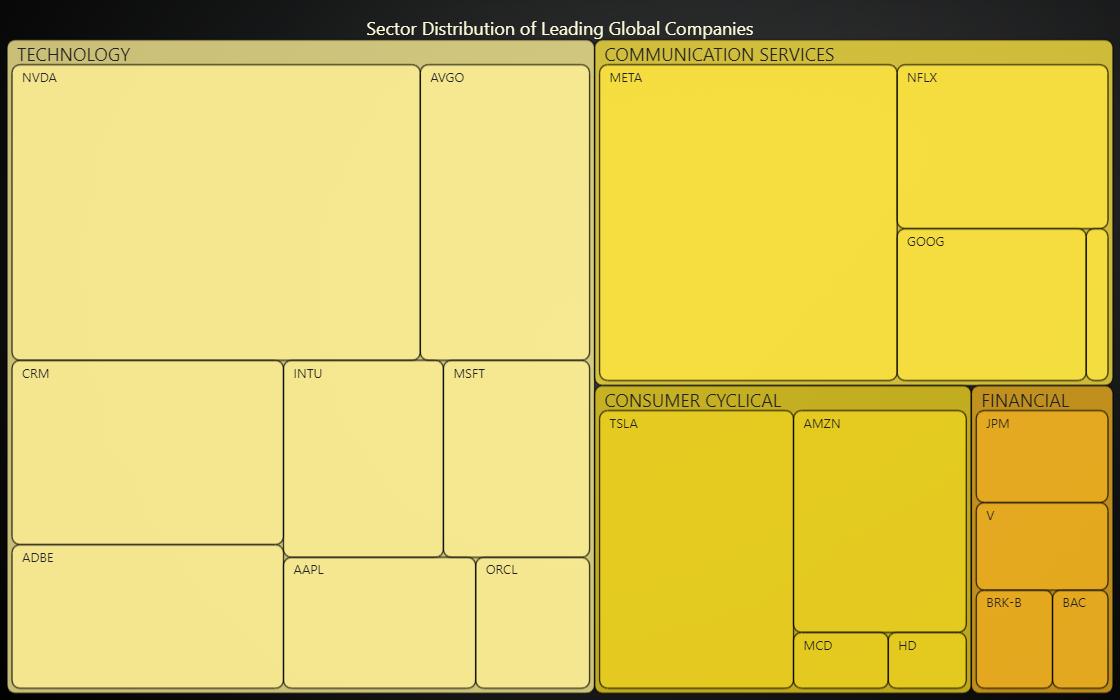 Sector Distribution of Leading Global Companies
TECHNOLOGY
NVDA
AVGO
CRM
INTU
MSFT
ADBE
AAPL
ORCL
COMMUNICATION SERVICES
META
NFLX
GOOG
CONSUMER CYCLICAL
TSLA
AMZN
MCD
HD
FINANCIAL
JPM
V
BRK-B
BAC